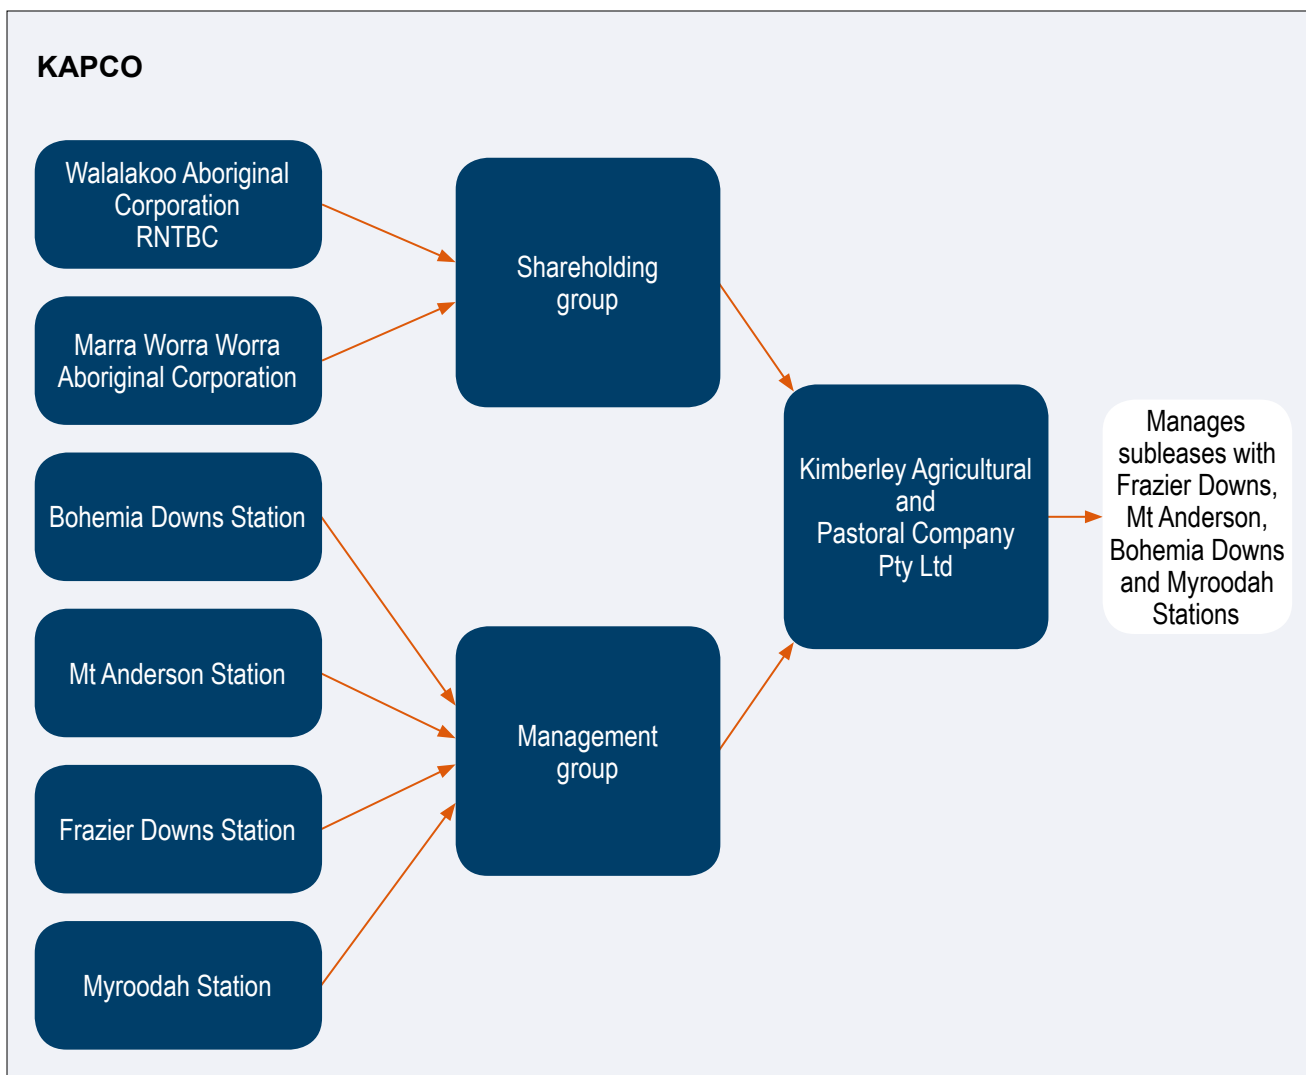 KAPCO
Walalakoo Aboriginal
Corporation
RNTBC
Marra Worra Worra
Aboriginal Corporation
Bohemia Downs Station
Mt Anderson Station
Frazier Downs Station
Myroodah Station
Shareholding
group
Management
group
Kimberley Agricultural
and
Pastoral Company
Pty Ltd
Manages
subleases with
Frazier Downs,
Mt Anderson,
Bohemia Downs
and Myroodah
Stations